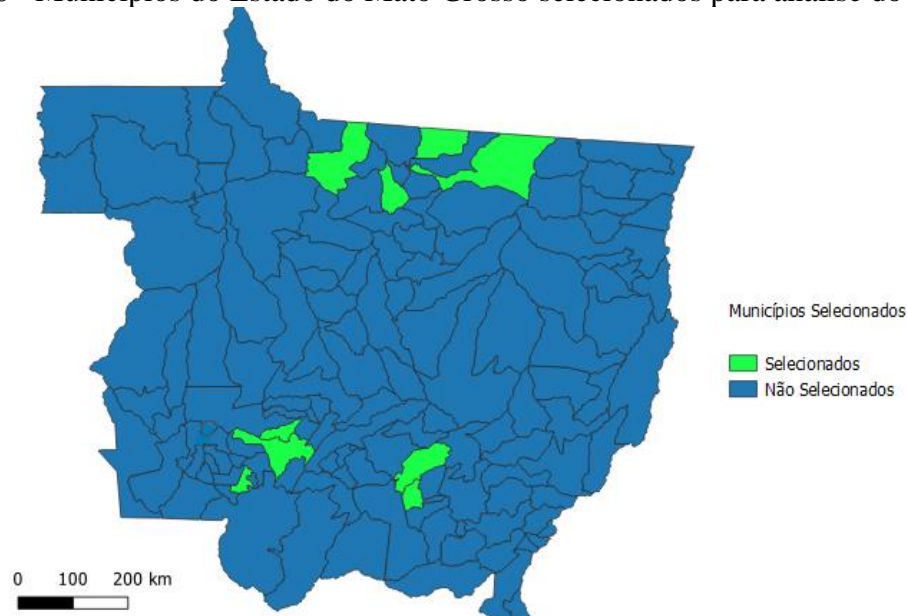 - Municípios do Estado do Mato Grosso selecionados para análise do
Municípios Selecionados
Selecionados
Não Selecionados
0 100 200 km